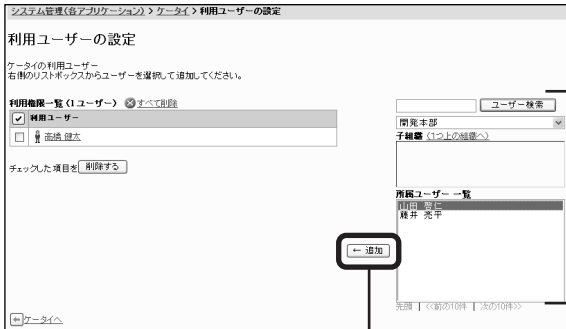 システム管理(各アプリケーション) > ケータイ > 利用ユーザーの設定
利用ユーザーの設定
ケータイの利用ユーザー
右側のリストボックスからユーザーを選択して追加してください。
利用権限一覧(1ユーザー) すべて削除
利用ユーザー
高橋 健太
チェックした項目を 削除する
ユーザー検索
開発本部
子組織 (1つ上の組織へ)
所属ユーザー 一覧
山田 啓仁
藤井 亮平
← 追加
先頭 | <<前の10件 | 次の10件>>
ケータイへ